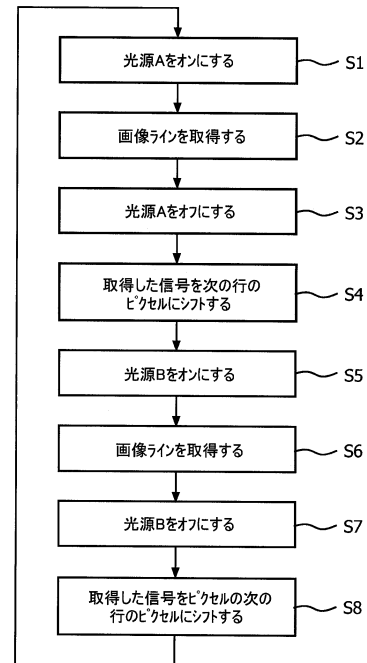 光源Aをオンにする
S1
画像ラインを取得する
S2
光源Aをオフにする
S3
取得した信号を次の行の
ピクセルにシフトする
S4
光源Bをオンにする
S5
画像ラインを取得する
S6
光源Bをオフにする
S7
取得した信号をピクセルの次の
行のピクセルにシフトする
S8